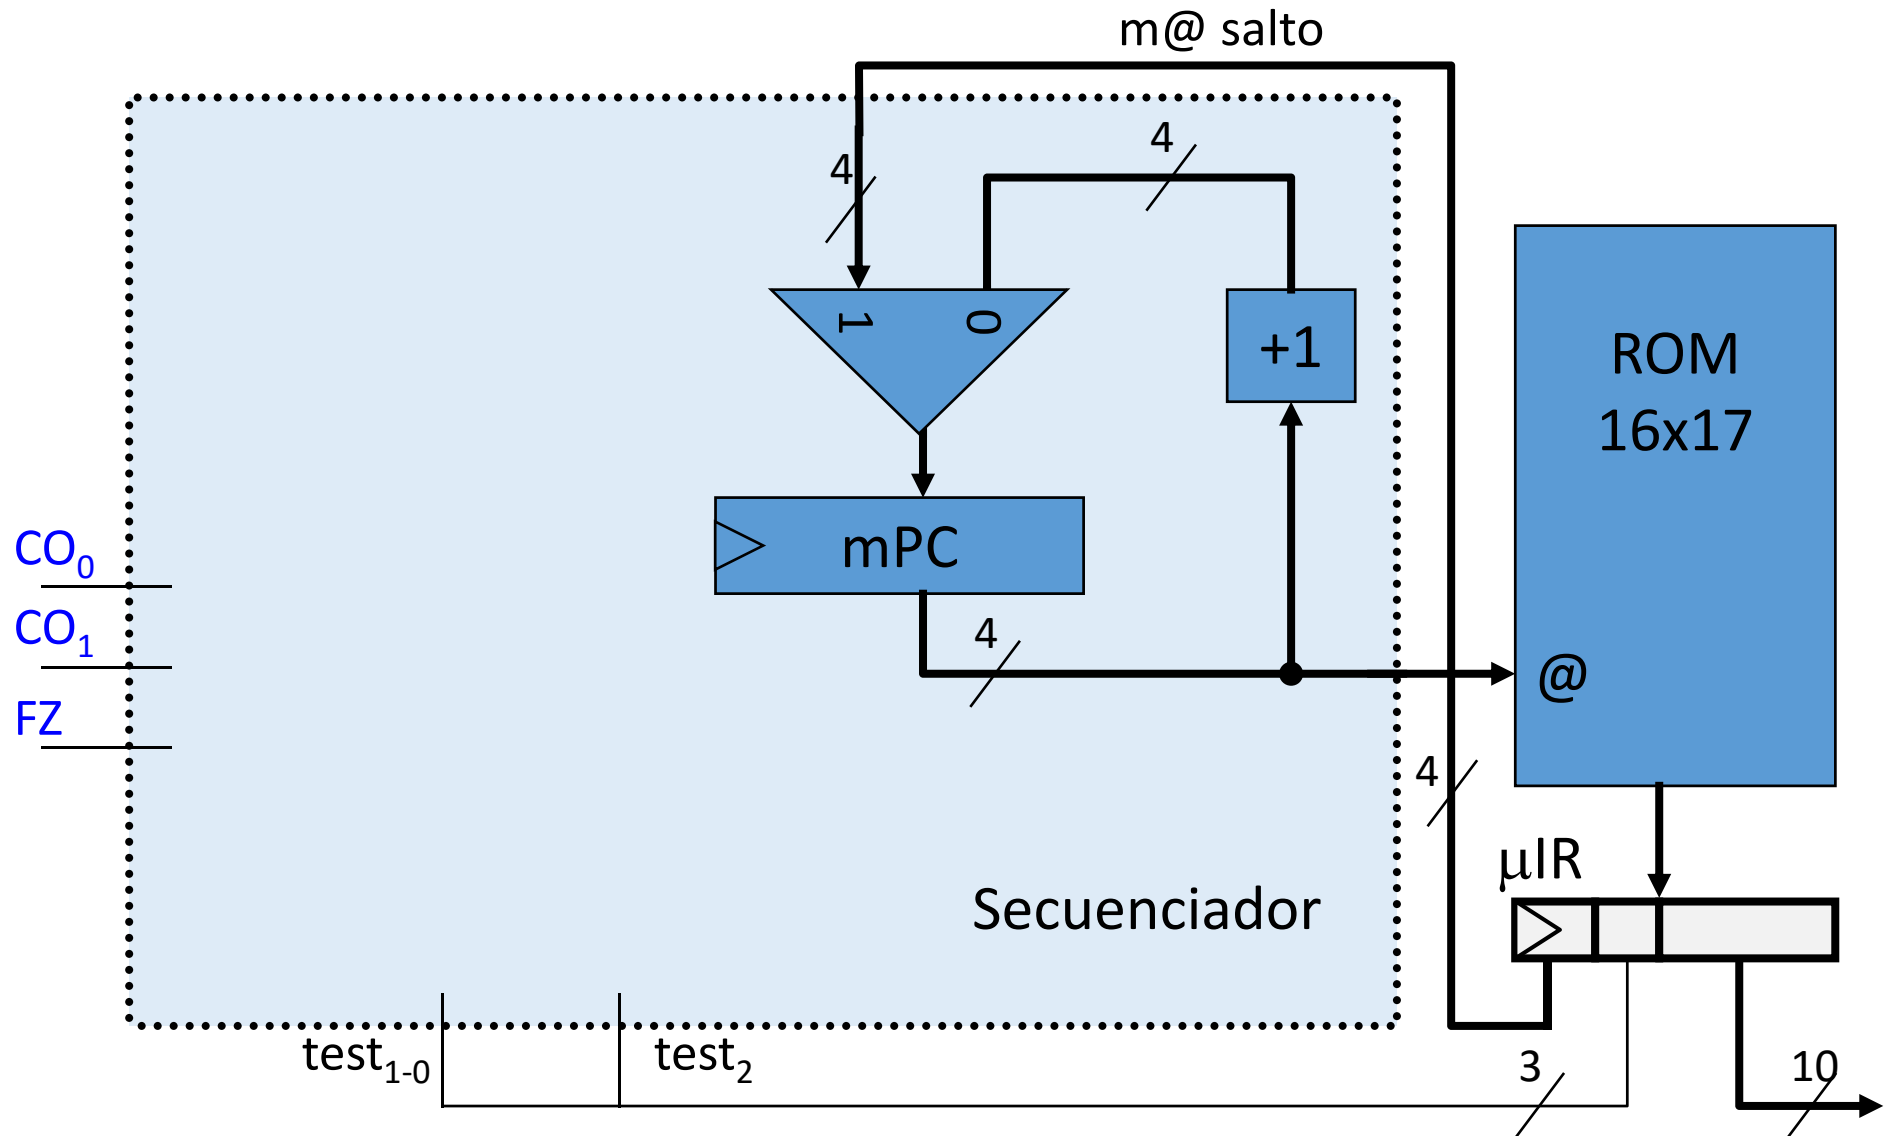 m@ salto
4
4
1
0
+1
ROM
16x17
CO0
mPC
CO1
4
@
FZ
4
µIR
Secuenciador
test1-0
test2
3
10